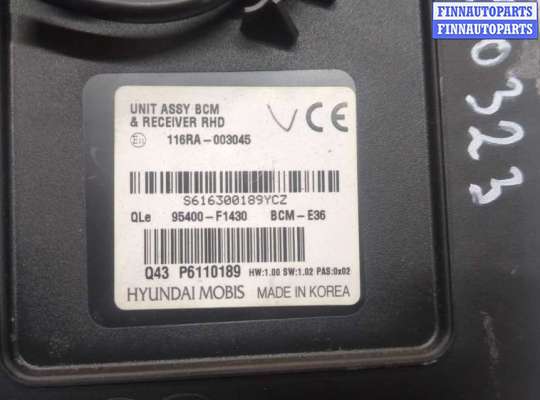 FINNAUTOPARTS
FINNAUTOPARTS
UNIT ASSY BCM
& RECEIVER RHD
CE
116RA-003045
S616300189YCZ
QLe 95400-F1430 BCM-E36
Q43 P6110189 HW:1.00 SW:1.02 PAS:0x02
HYUNDAI MOBIS MADE IN KOREA
0323